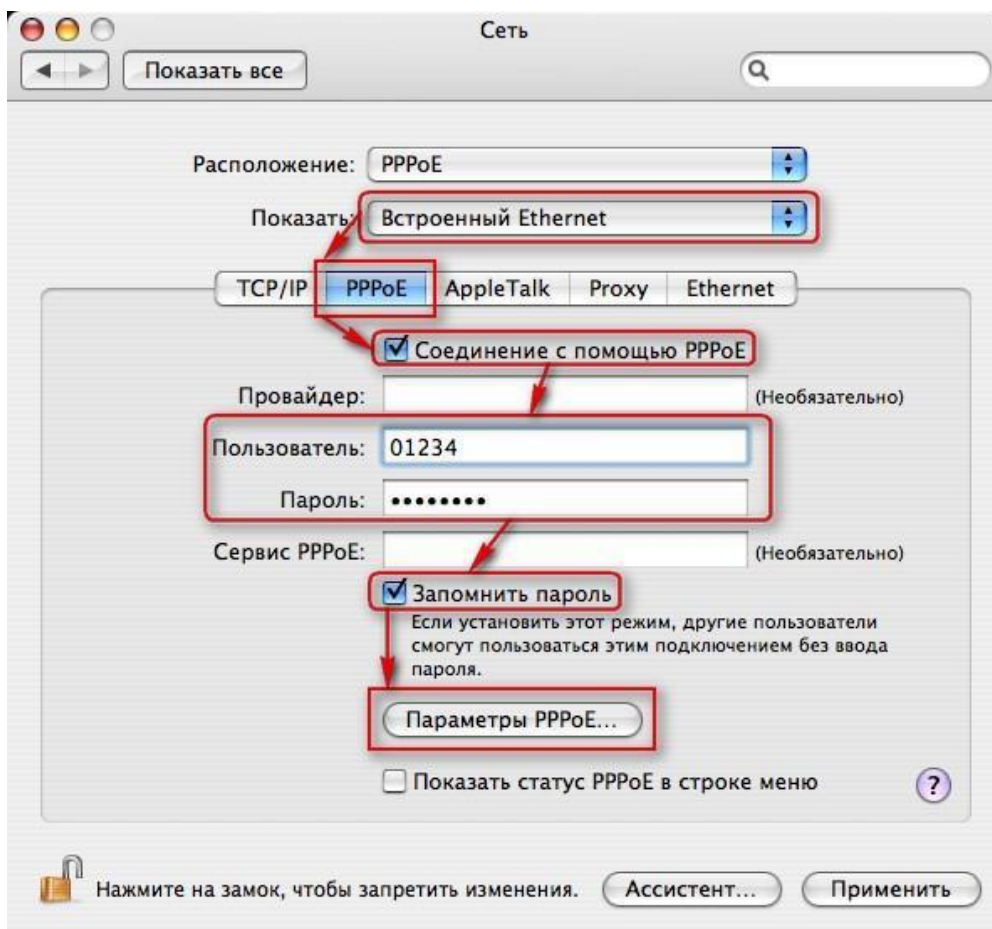 Сеть
Показать все
Расположение: PPPoE
Показать: Встроенный Ethernet
TCP/IP PPPoE AppleTalk Proxy Ethernet
Соединение с помощью PPPoE
Провайдер: (Необязательно)
Пользователь: 01234
Пароль: ••••••••
Сервис PPPoE: (Необязательно)
Запомнить пароль
Если установить этот режим, другие пользователи
смогут пользоваться этим подключением без ввода
пароля.
Параметры PPPoE...
Показать статус PPPoE в строке меню ?
Нажмите на замок, чтобы запретить изменения. Ассистент... Применить